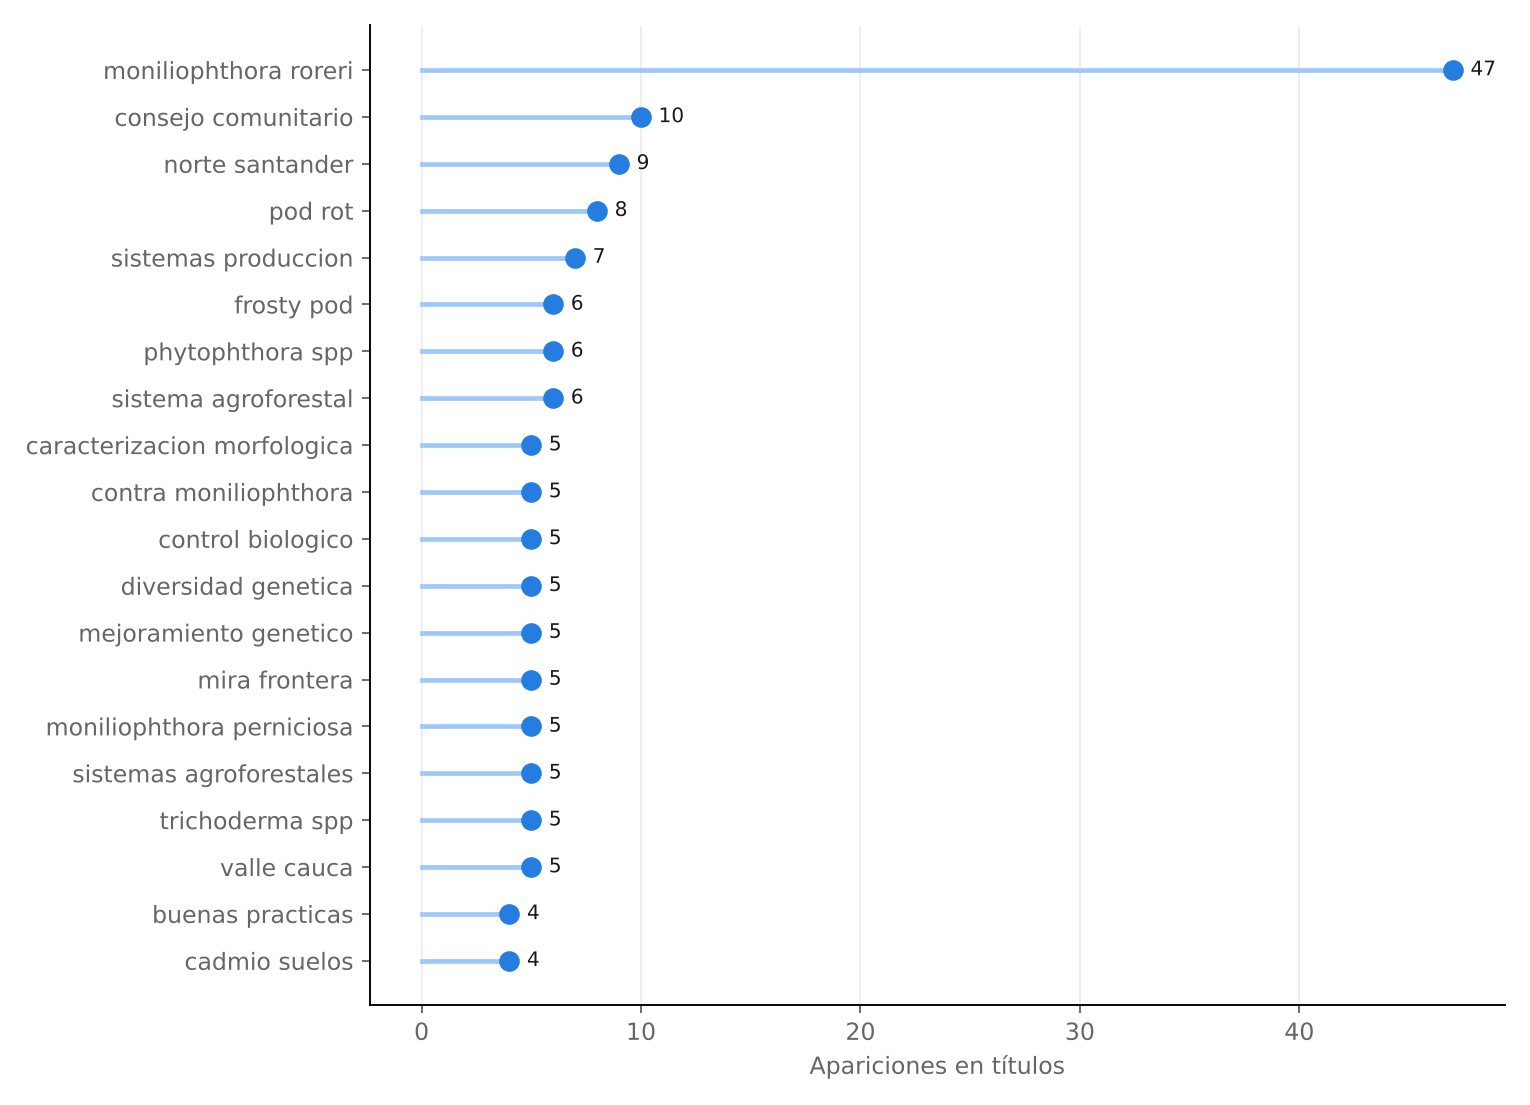 moniliophthora roreri 47
consejo comunitario 10
norte santander 9
pod rot 8
sistemas produccion 7
frosty pod 6
phytophthora spp 6
sistema agroforestal 6
caracterizacion morfologica 5
contra moniliophthora 5
control biologico 5
diversidad genetica 5
mejoramiento genetico 5
mira frontera 5
moniliophthora perniciosa 5
sistemas agroforestales 5
trichoderma spp 5
valle cauca 5
buenas practicas 4
cadmio suelos 4
0 10 20 30 40
Apariciones en títulos